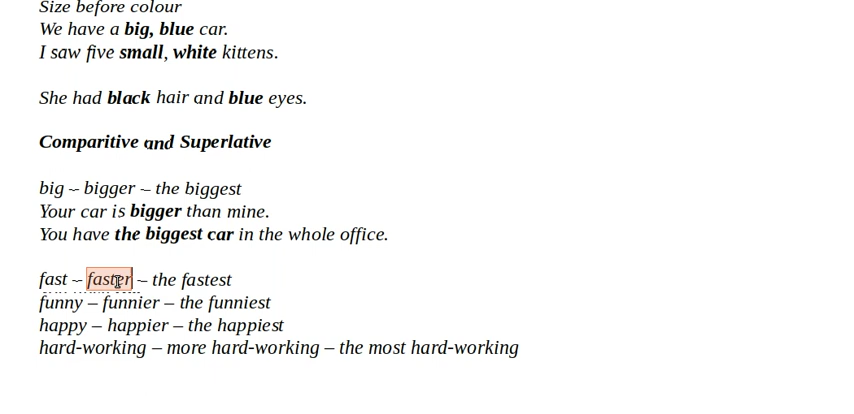 Size before colour
We have a big, blue car.
I saw five small, white kittens.
She had black hair and blue eyes.
Comparitive and Superlative
big – bigger – the biggest
Your car is bigger than mine.
You have the biggest car in the whole office.
fast – faster – the fastest
funny – funnier – the funniest
happy – happier – the happiest
hard-working – more hard-working – the most hard-working